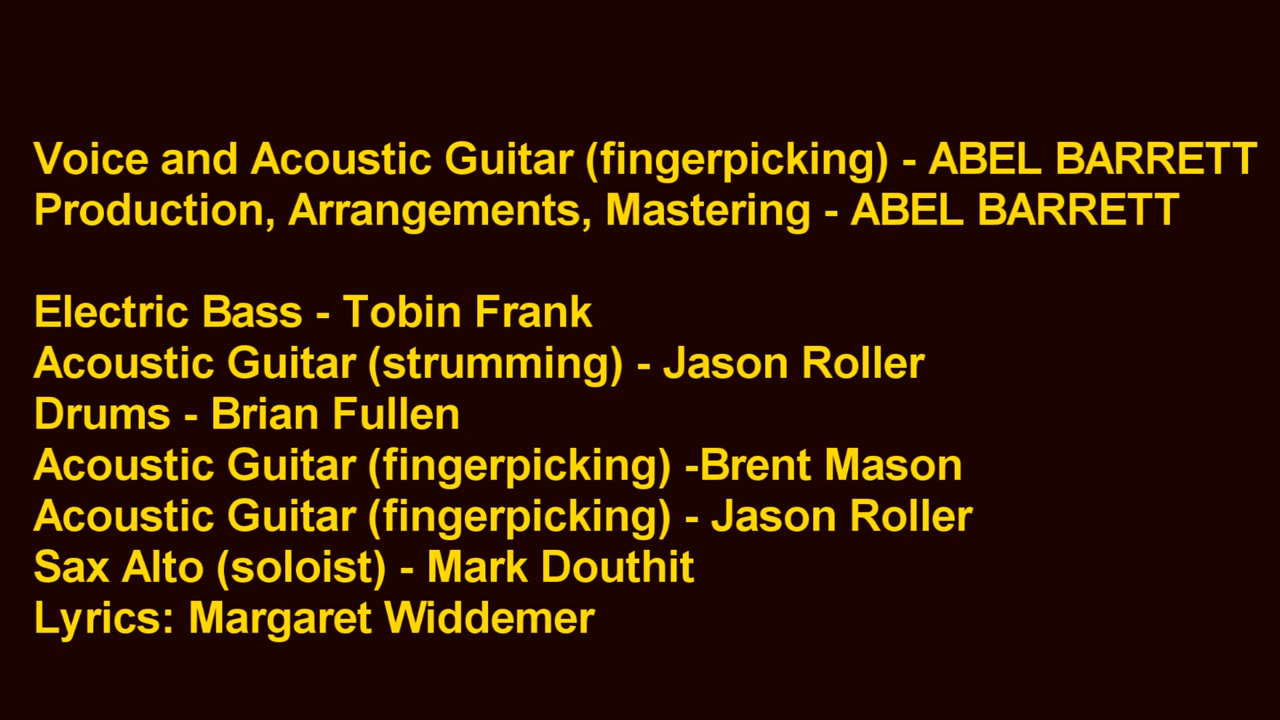 Voice and Acoustic Guitar (fingerpicking) - ABEL BARRETT
Production, Arrangements, Mastering - ABEL BARRETT
Electric Bass - Tobin Frank
Acoustic Guitar (strumming) - Jason Roller
Drums - Brian Fullen
Acoustic Guitar (fingerpicking) -Brent Mason
Acoustic Guitar (fingerpicking) - Jason Roller
Sax Alto (soloist) - Mark Douthit
Lyrics: Margaret Widdemer